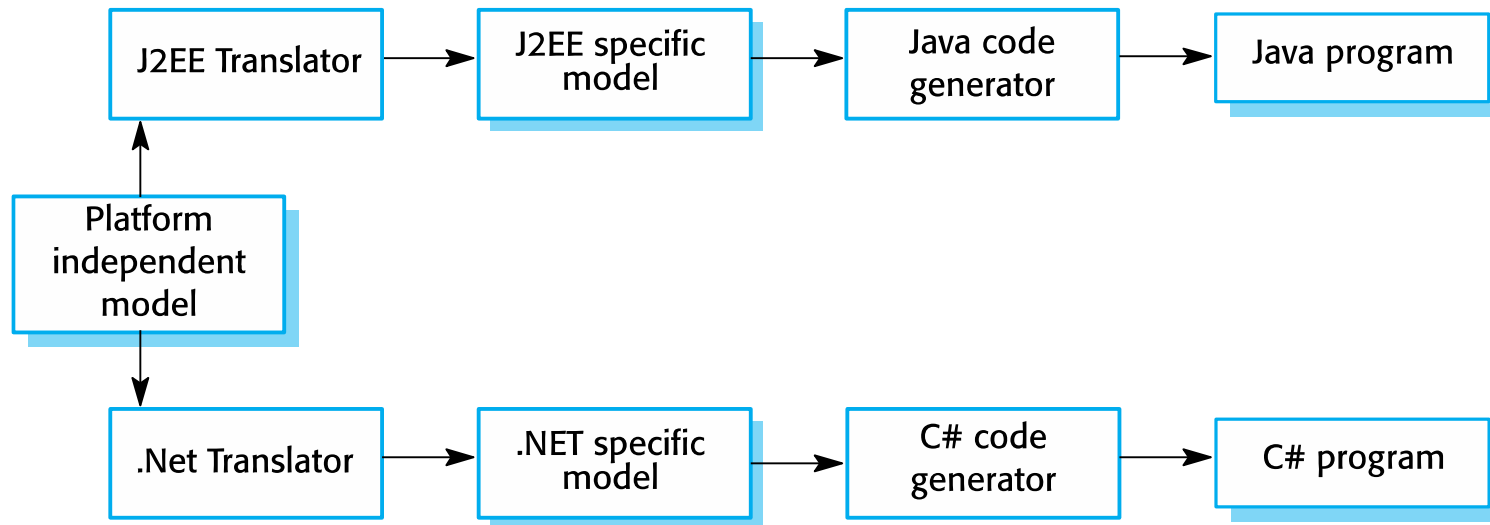 J2EE Translator
J2EE specific
model
Java code
generator
Java program
Platform
independent
model
.Net Translator
.NET specific
model
C# code
generator
C# program